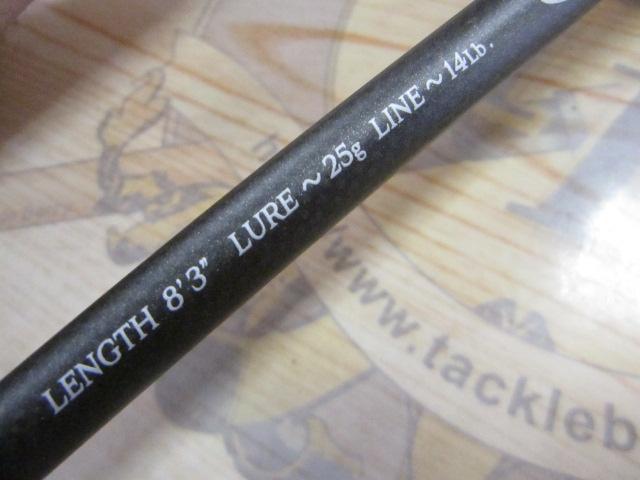 LENGTH 8'3" LURE ~ 25g LINE ~ 14Lb.
www.tackleb